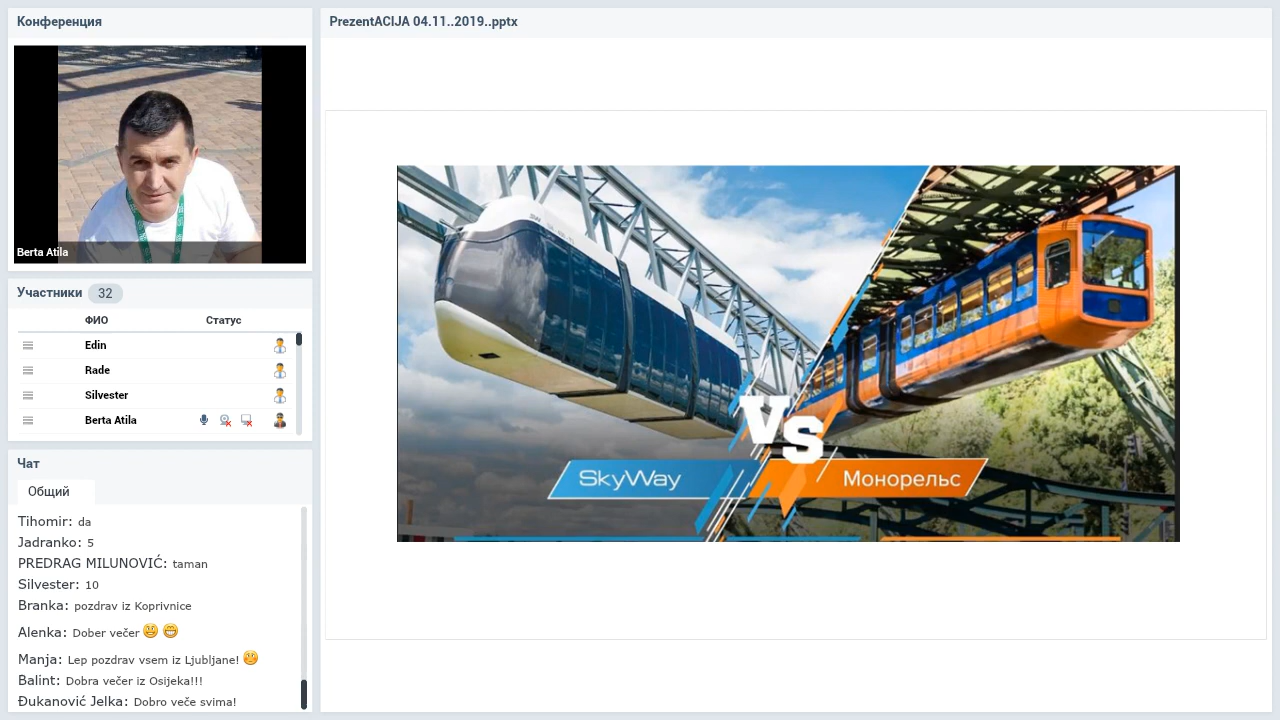 Конференция
Berta Atila
Участники 32
ФИО Статус
Edin
Rade
Silvester
Berta Atila
Чат
Общий
Tihomir: da
Jadranko: 5
PREDRAG MILUNOVIĆ: taman
Silvester: 10
Branka: pozdrav iz Koprivnice
Alenka: Dober večer
Manja: Lep pozdrav vsem iz Ljubljane!
Balint: Dobra večer iz Osijeka!!!
Đukanović Jelka: Dobro veče svima!
PrezentACIJA 04.11..2019..pptx
Vs
SkyWay
Монорельс